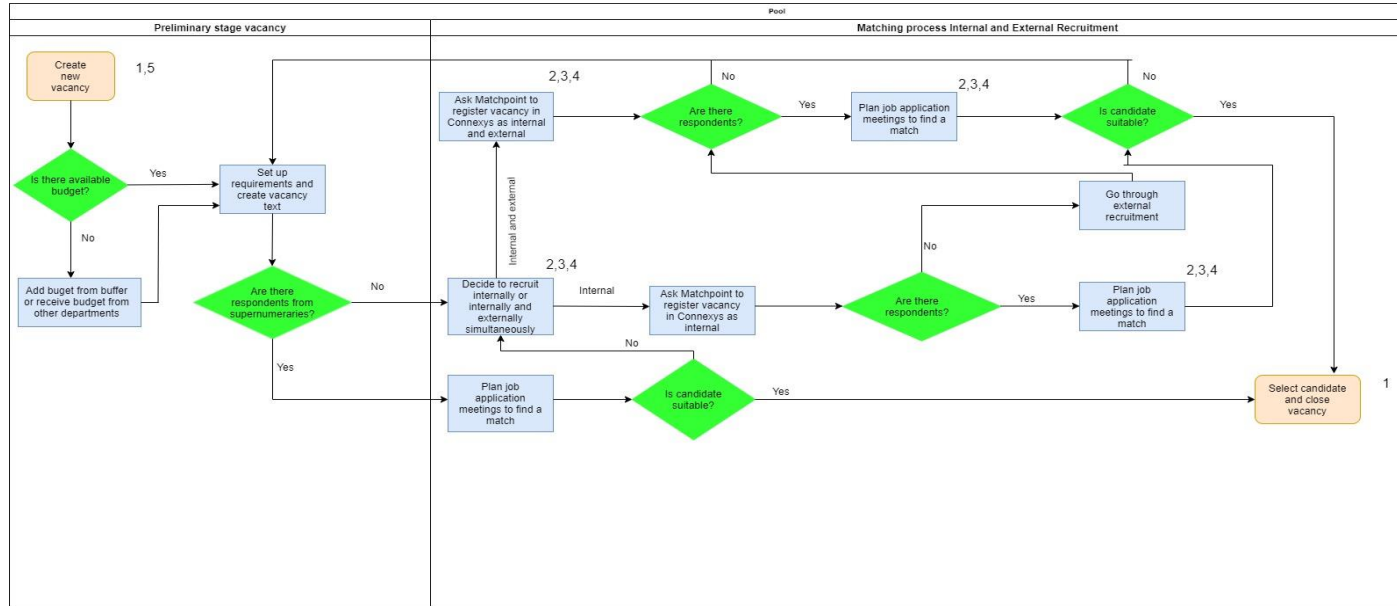 Pool
Preliminary stage vacancy
Matching process Internal and External Recruitment
Create
new
vacancy
1,5
Is there available
budget?
Yes
No
Add buget from buffer
or receive budget from
other departments
Set up
requirements and
create vacancy
text
Are there
respondents from
supernumeraries?
No
Yes
Ask Matchpoint to
register vacancy in
Connexys as internal
and external
2,3,4
Are there
respondents?
No
Yes
Plan job application
meetings to find a
match
2,3,4
Is candidate
suitable?
No
Yes
Internal and external
Go through
external
recruitment
No
Decide to recruit
internally or
internally and
externally
simultaneously
2,3,4
Internal
Ask Matchpoint to
register vacancy
in Connexys as
internal
Are there
respondents?
Yes
Plan job
application
meetings to find a
match
2,3,4
No
Plan job
application
meetings to find a
match
Is candidate
suitable?
Yes
Select candidate
and close
vacancy
1